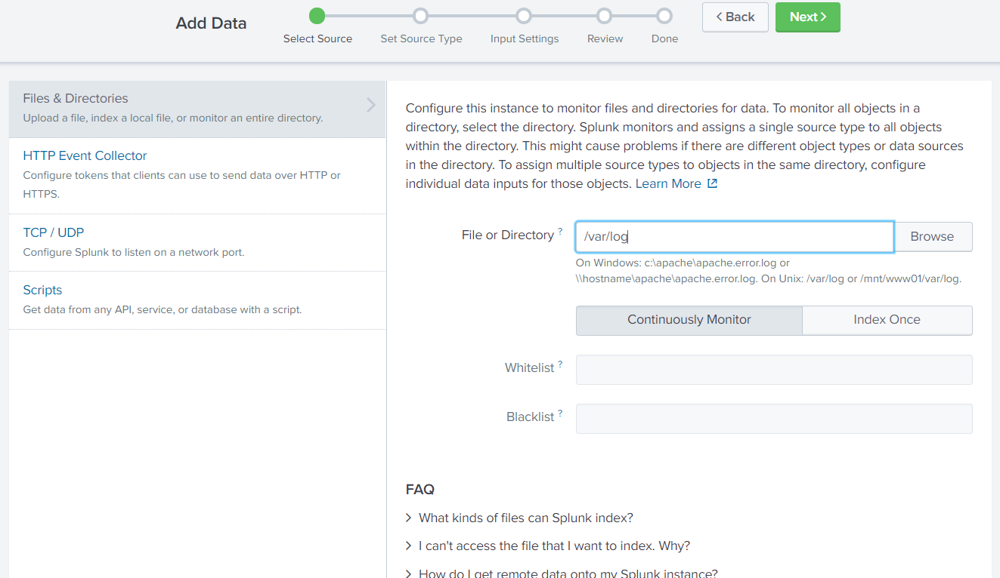 Add Data
Select Source
Set Source Type
Input Settings
Review
Done
Back
Next
Files & Directories
Upload a file, index a local file, or monitor an entire directory.
HTTP Event Collector
Configure tokens that clients can use to send data over HTTP or
HTTPS.
TCP / UDP
Configure Splunk to listen on a network port.
Scripts
Get data from any API, service, or database with a script.
Configure this instance to monitor files and directories for data. To monitor all objects in a
directory, select the directory. Splunk monitors and assigns a single source type to all objects
within the directory. This might cause problems if there are different object types or data sources
in the directory. To assign multiple source types to objects in the same directory, configure
individual data inputs for those objects. Learn More
File or Directory ?
/var/log
Browse
On Windows: c:\apache\apache.error.log or
\\hostname\apache\apache.error.log. On Unix: /var/log or /mnt/www01/var/log.
Continuously Monitor
Index Once
Whitelist ?
Blacklist ?
FAQ
What kinds of files can Splunk index?
I can't access the file that I want to index. Why?
How do I get remote data onto my Splunk instance?